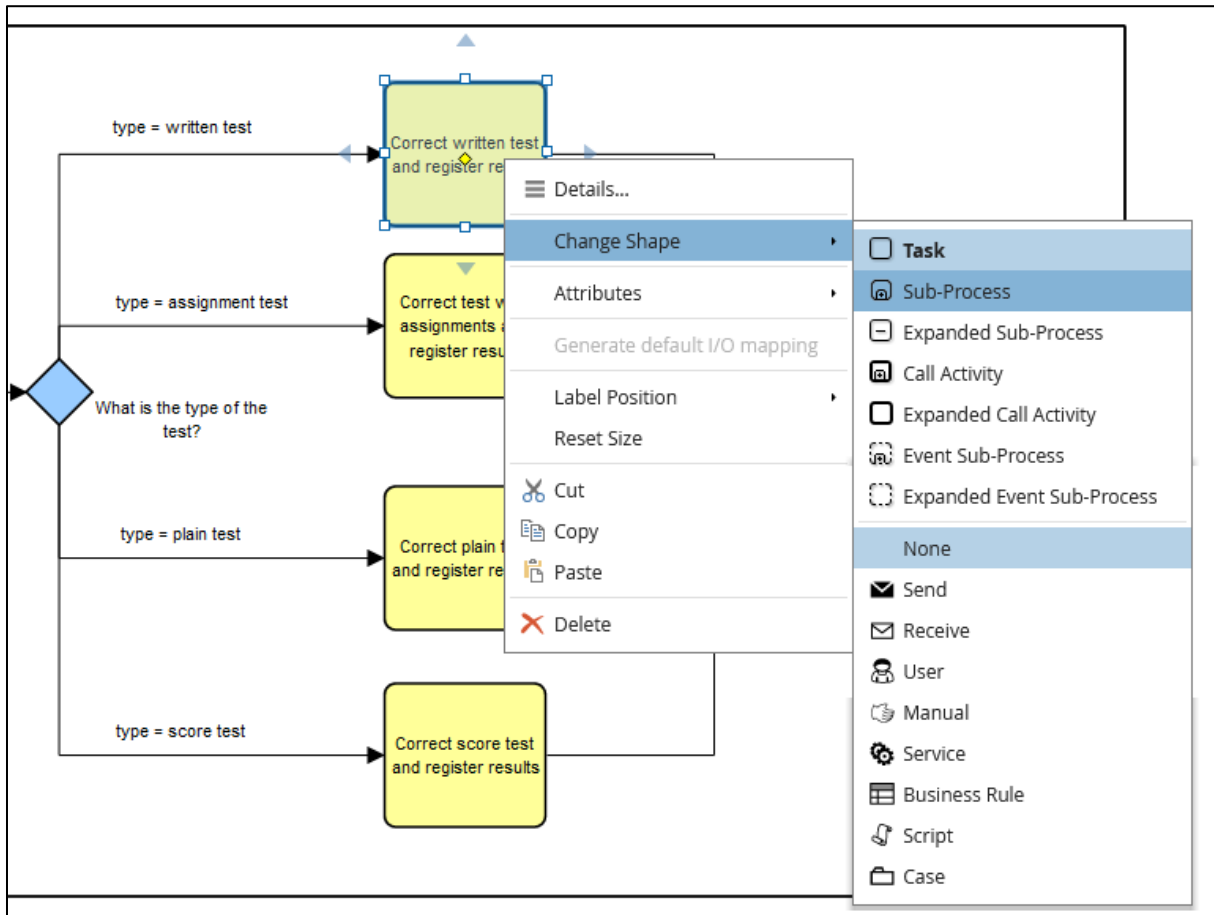 type = written test
Correct written test
and register re
type = assignment test
Correct test w
assignments
register resu
What is the type of the
test?
type = plain test
Correct plain t
and register re
type = score test
Correct score test
and register results
Details...
Change Shape
Attributes
Generate default I/O mapping
Label Position
Reset Size
Cut
Copy
Paste
Delete
Task
Sub-Process
Expanded Sub-Process
Call Activity
Expanded Call Activity
Event Sub-Process
Expanded Event Sub-Process
None
Send
Receive
User
Manual
Service
Business Rule
Script
Case